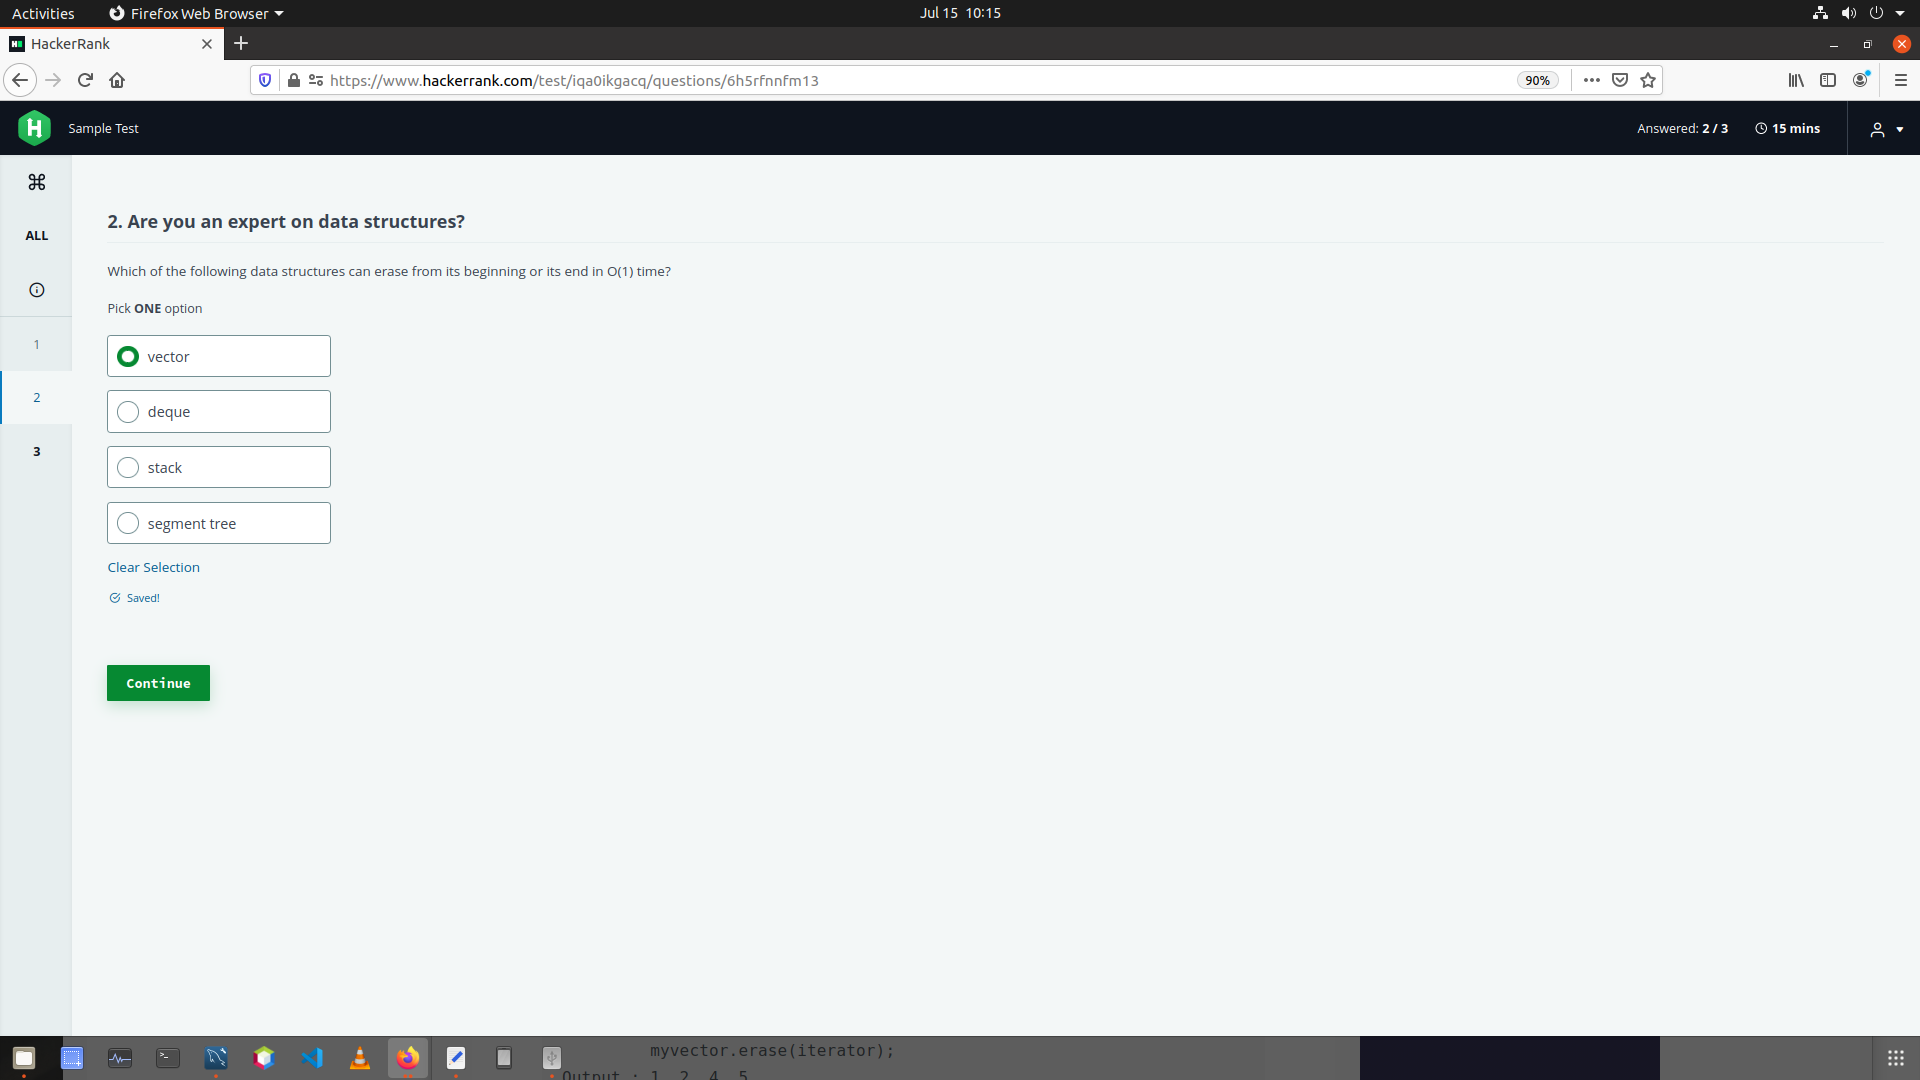 Activities
Firefox Web Browser
Jul 15 10:15
HackerRank
https://www.hackerrank.com/test/iqa0ikgacq/questions/6h5rfnnfm13
90%
Sample Test
Answered: 2 / 3
15 mins
ALL
1
2
3
2. Are you an expert on data structures?
Which of the following data structures can erase from its beginning or its end in O(1) time?
Pick ONE option
vector
deque
stack
segment tree
Clear Selection
Saved!
Continue
myvector.erase(iterator);
Output : 1, 2, 4, 5